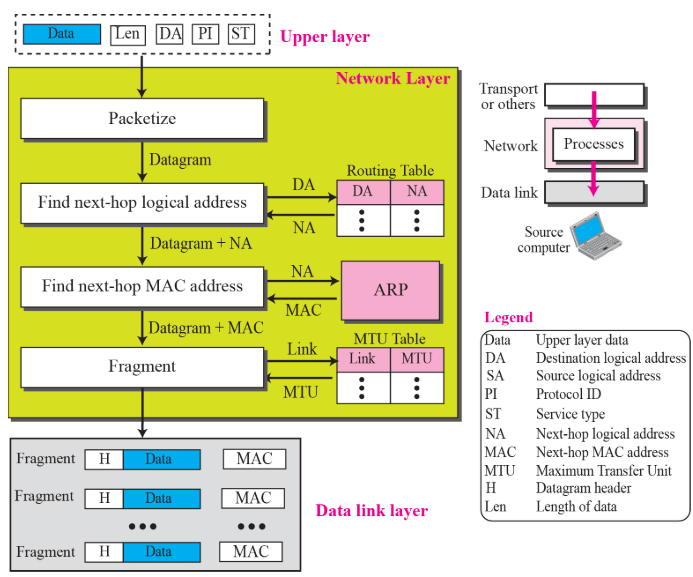 Data Len DA PI ST
Upper layer
Network Layer
Packetize
Datagram
Find next-hop logical address
DA
NA
Routing Table
DA NA
Datagram + NA
Find next-hop MAC address
NA
MAC
ARP
Datagram + MAC
Fragment
Link
MTU
MTU Table
Link MTU
Fragment H Data MAC
Fragment H Data MAC
Fragment H Data MAC
Data link layer
Transport
or others
Network
Processes
Data link
Source
computer
Legend
Data Upper layer data
DA Destination logical address
SA Source logical address
PI Protocol ID
ST Service type
NA Next-hop logical address
MAC Next-hop MAC address
MTU Maximum Transfer Unit
H Datagram header
Len Length of data